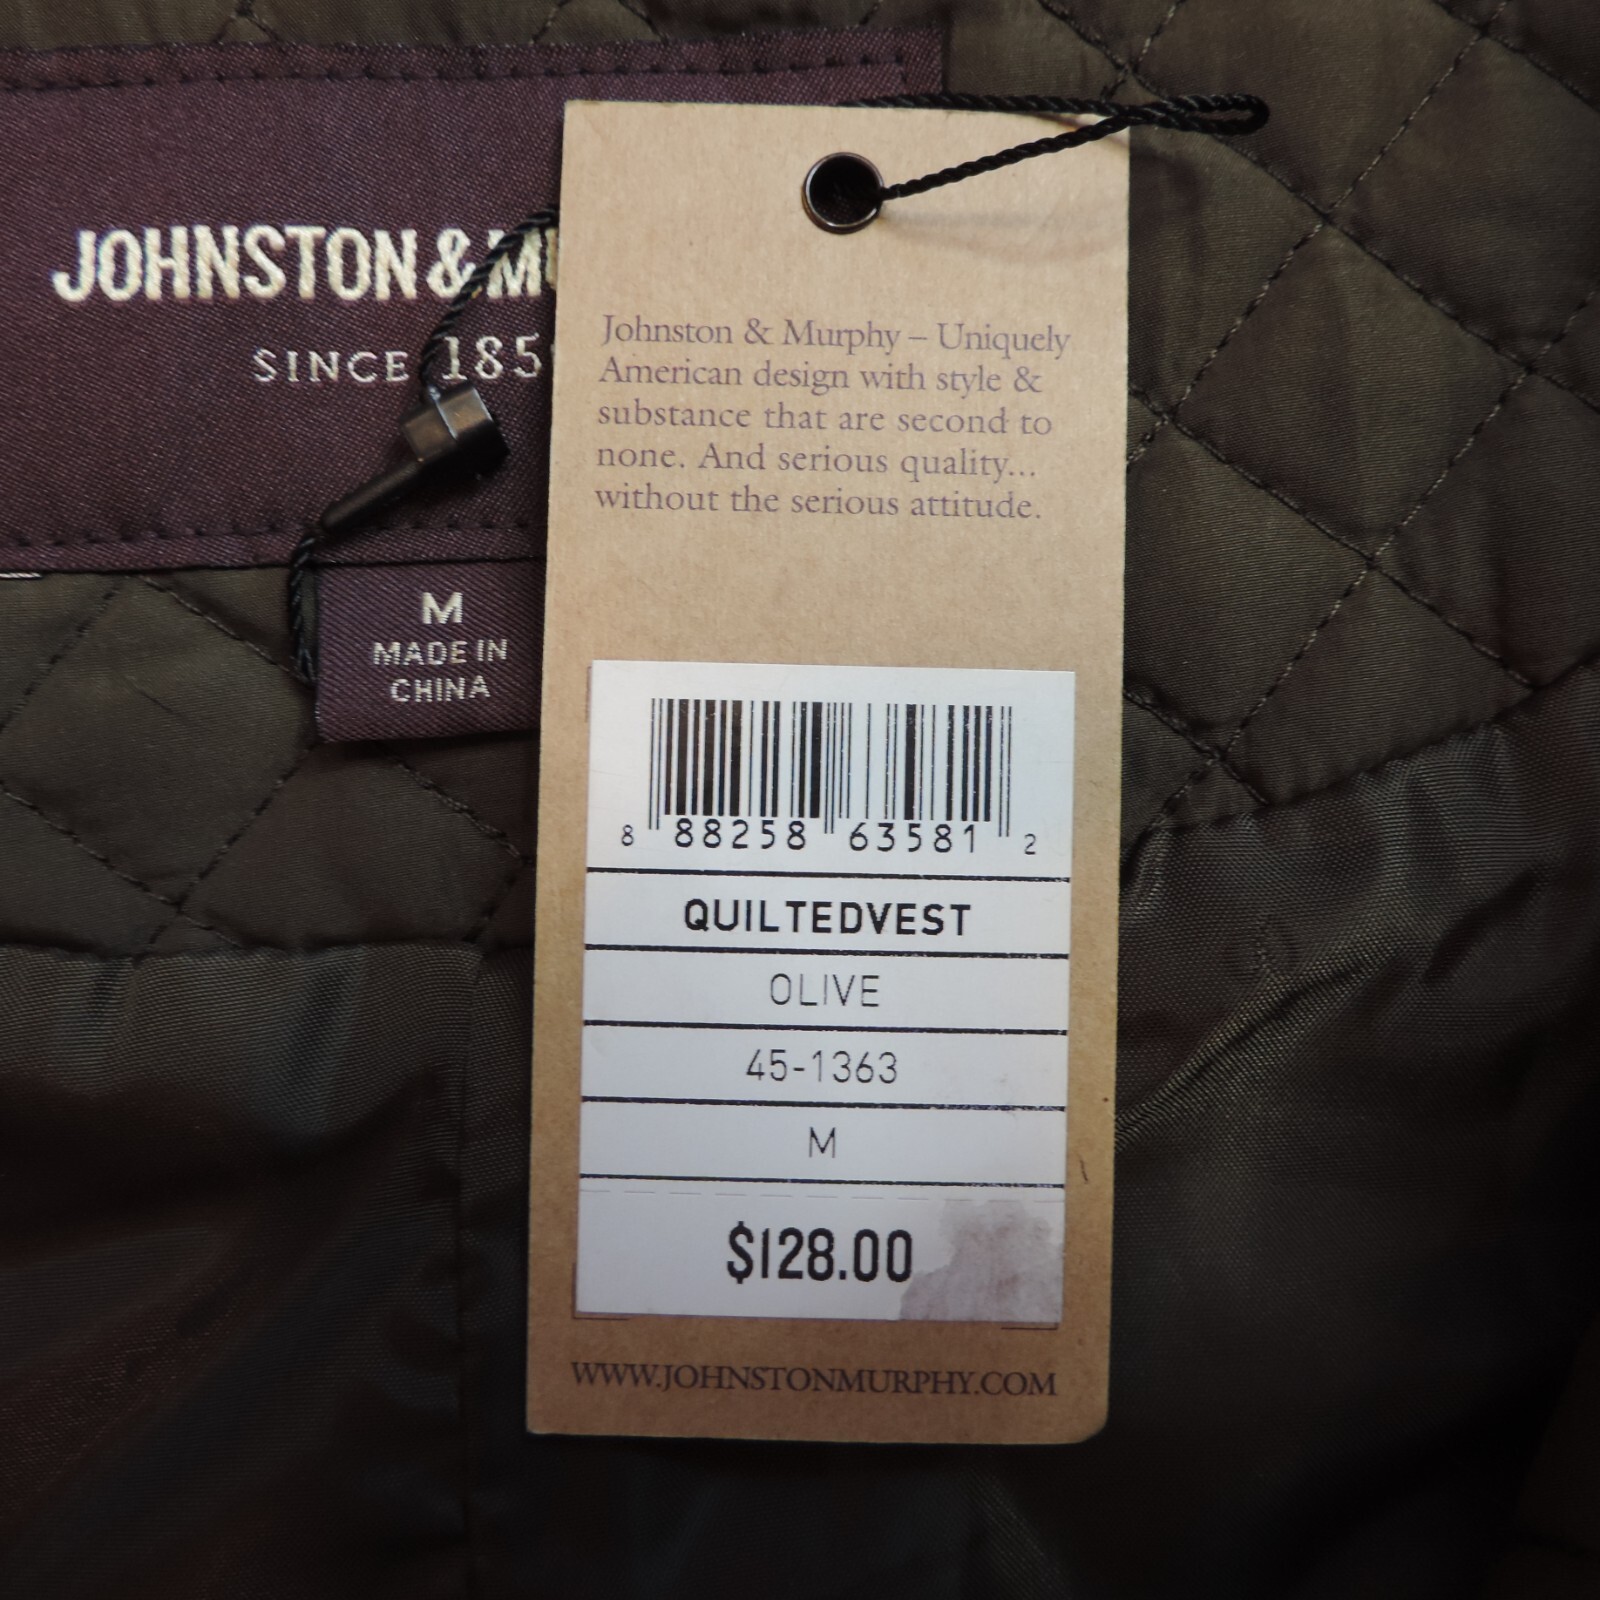 JOHNSTON &
SINCE 185
M
MADE IN
CHINA
Johnston & Murphy – Uniquely
American design with style &
substance that are second to
none. And serious quality...
without the serious attitude.
8 88258 63581 2
QUILTEDVEST
OLIVE
45-1363
M
$128.00
WWW.JOHNSTONMURPHY.COM